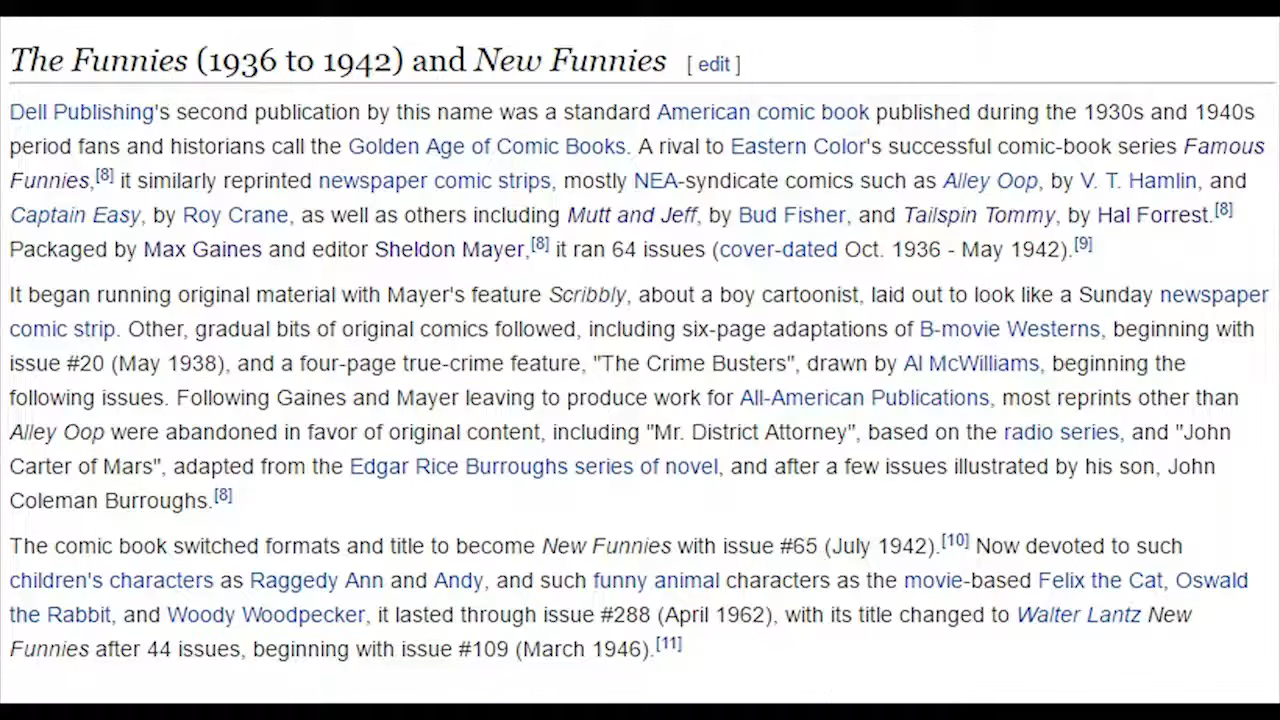 The Funnies (1936 to 1942) and New Funnies [ edit ]
Dell Publishing's second publication by this name was a standard American comic book published during the 1930s and 1940s
period fans and historians call the Golden Age of Comic Books. A rival to Eastern Color's successful comic-book series Famous
Funnies,[8] it similarly reprinted newspaper comic strips, mostly NEA-syndicate comics such as Alley Oop, by V. T. Hamlin, and
Captain Easy, by Roy Crane, as well as others including Mutt and Jeff, by Bud Fisher, and Tailspin Tommy, by Hal Forrest.[8]
Packaged by Max Gaines and editor Sheldon Mayer,[8] it ran 64 issues (cover-dated Oct. 1936 - May 1942).[9]
It began running original material with Mayer's feature Scribbly, about a boy cartoonist, laid out to look like a Sunday newspaper
comic strip. Other, gradual bits of original comics followed, including six-page adaptations of B-movie Westerns, beginning with
issue #20 (May 1938), and a four-page true-crime feature, "The Crime Busters", drawn by Al McWilliams, beginning the
following issues. Following Gaines and Mayer leaving to produce work for All-American Publications, most reprints other than
Alley Oop were abandoned in favor of original content, including "Mr. District Attorney", based on the radio series, and "John
Carter of Mars", adapted from the Edgar Rice Burroughs series of novel, and after a few issues illustrated by his son, John
Coleman Burroughs.[8]
The comic book switched formats and title to become New Funnies with issue #65 (July 1942).[10] Now devoted to such
children's characters as Raggedy Ann and Andy, and such funny animal characters as the movie-based Felix the Cat, Oswald
the Rabbit, and Woody Woodpecker, it lasted through issue #288 (April 1962), with its title changed to Walter Lantz New
Funnies after 44 issues, beginning with issue #109 (March 1946).[11]